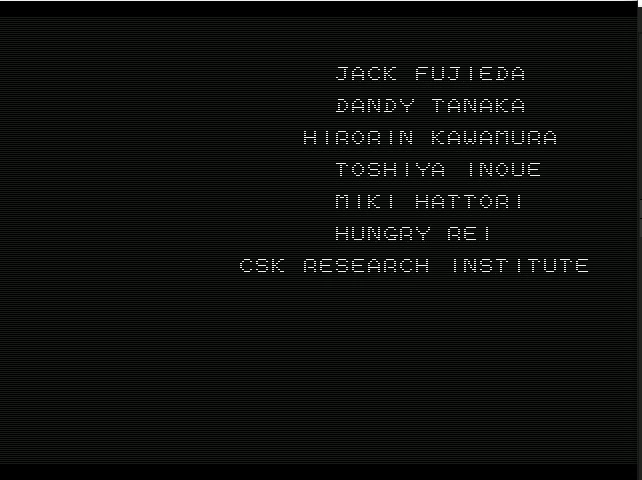 JACK FUJIEDA
DANDY TANAKA
HIRORIN KAWAMURA
TOSHIYA INOUE
MIKI HATTORI
HUNGRY REI
CSK RESEARCH INSTITUTE